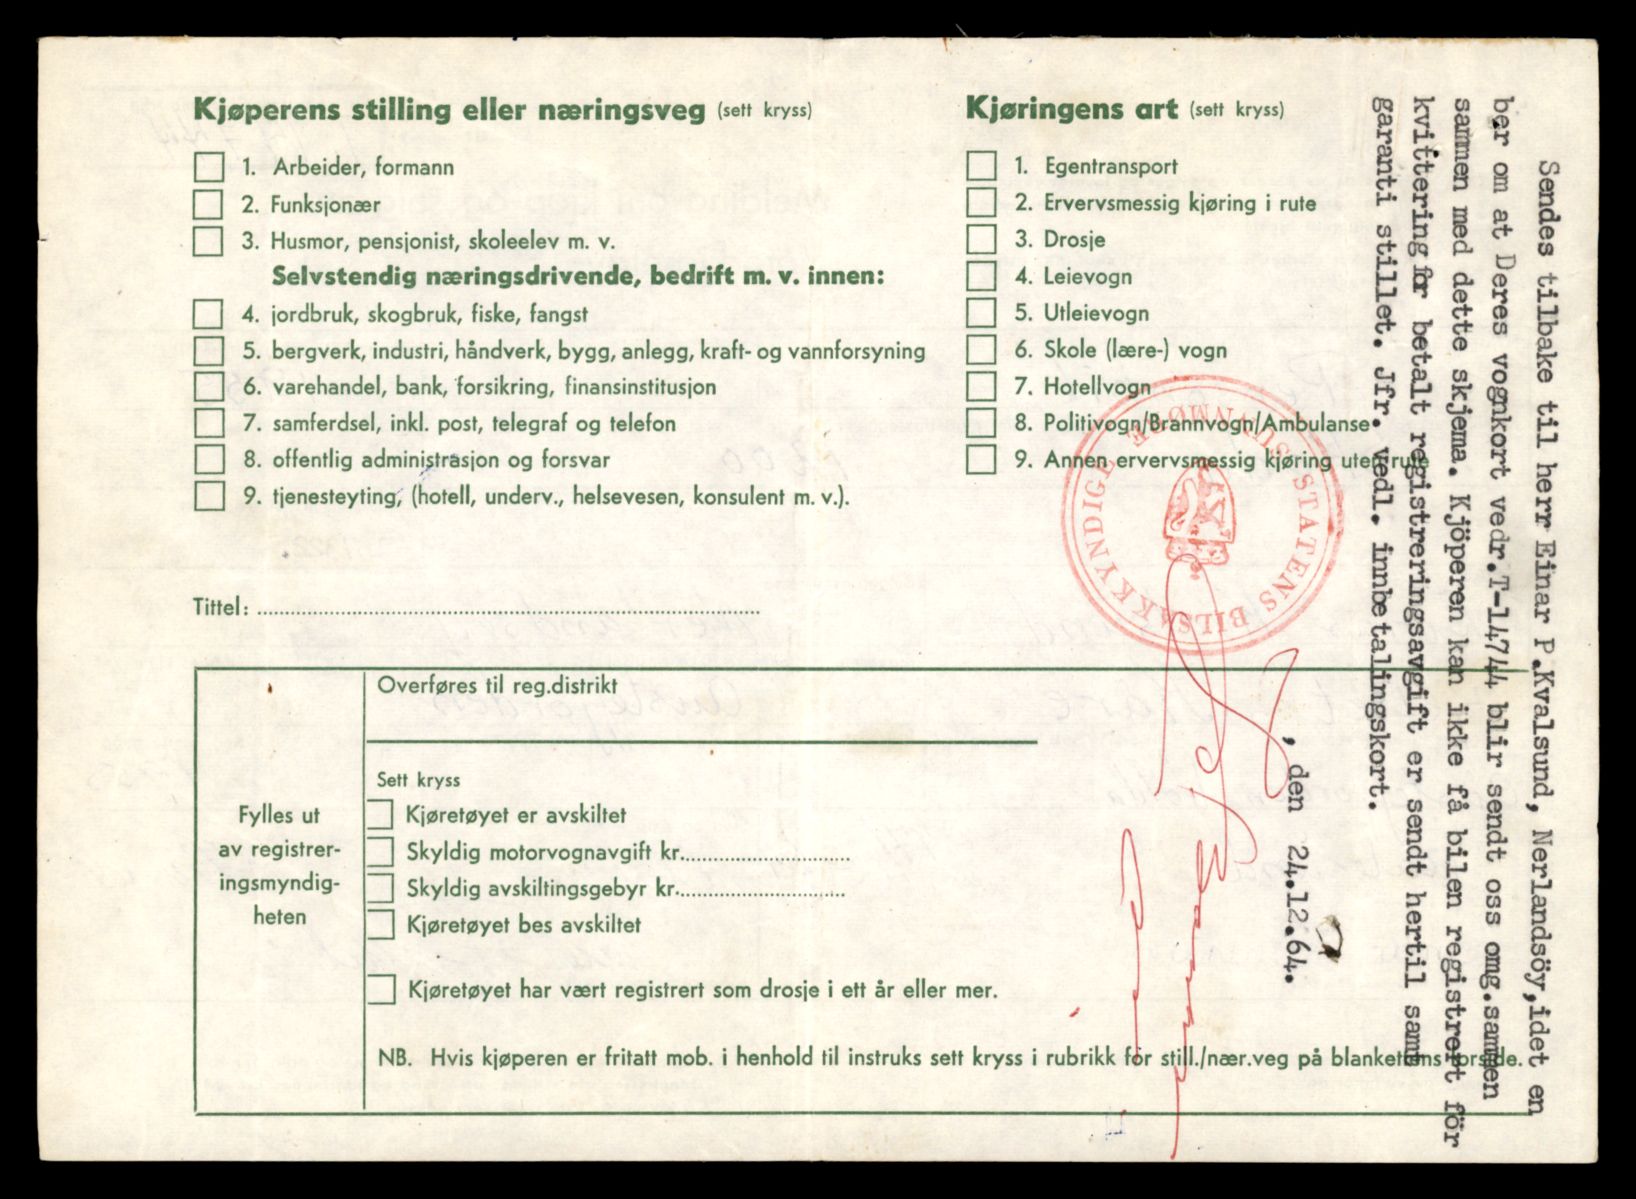 Kjøperens stilling eller næringsveg (sett kryss)
1. Arbeider, formann
2. Funksjonær
3. Husmor, pensjonist, skoleelev m. v.
Selvstendig næringsdrivende, bedrift m. v. innen:
4. jordbruk, skogbruk, fiske, fangst
5. bergverk, industri, håndverk, bygg, anlegg, kraft- og vannforsyning
6. varehandel, bank, forsikring, finansinstitusjon
7. samferdsel, inkl. post, telegraf og telefon
8. offentlig administrasjon og forsvar
9. tjenesteyting, (hotell, underv., helsevesen, konsulent m. v.).
Tittel:
Kjøringens art (sett kryss)
1. Egentransport
2. Ervervsmessig kjøring i rute
3. Drosje
4. Leievogn
5. Utleievogn
6. Skole (lære-) vogn
7. Hotellvogn
8. Politivogn/Brannvogn/Ambulanse
9. Annen ervervsmessig kjøring uten rute
STATENS BILSAKKYNDIGE
SUNNMØRE
Fylles ut
av registrer-
ingsmyndig-
heten
Overføres til reg.distrikt
Sett kryss
Kjøretøyet er avskiltet
Skyldig motorvognavgift kr.
Skyldig avskiltingsgebyr kr.
Kjøretøyet bes avskiltet
Kjøretøyet har vært registrert som drosje i ett år eller mer.
NB. Hvis kjøperen er fritatt mob. i henhold til instruks sett kryss i rubrikk for still./nær.veg på blankettens forside.
Sendes tilbake til herr Einar P.Kvalsund, Nerlandsöy,idet en
ber om at Deres vognkort vedr.T-14744 blir sendt oss omg.sammen
sammen med dette skjema. Kjöperen kan ikke få bilen registrert för
kvittering for betalt registreringsavgift er sendt hertil samt
garanti stillet. Jfr. vedl. innbetalingskort.
, den 24.12.64.